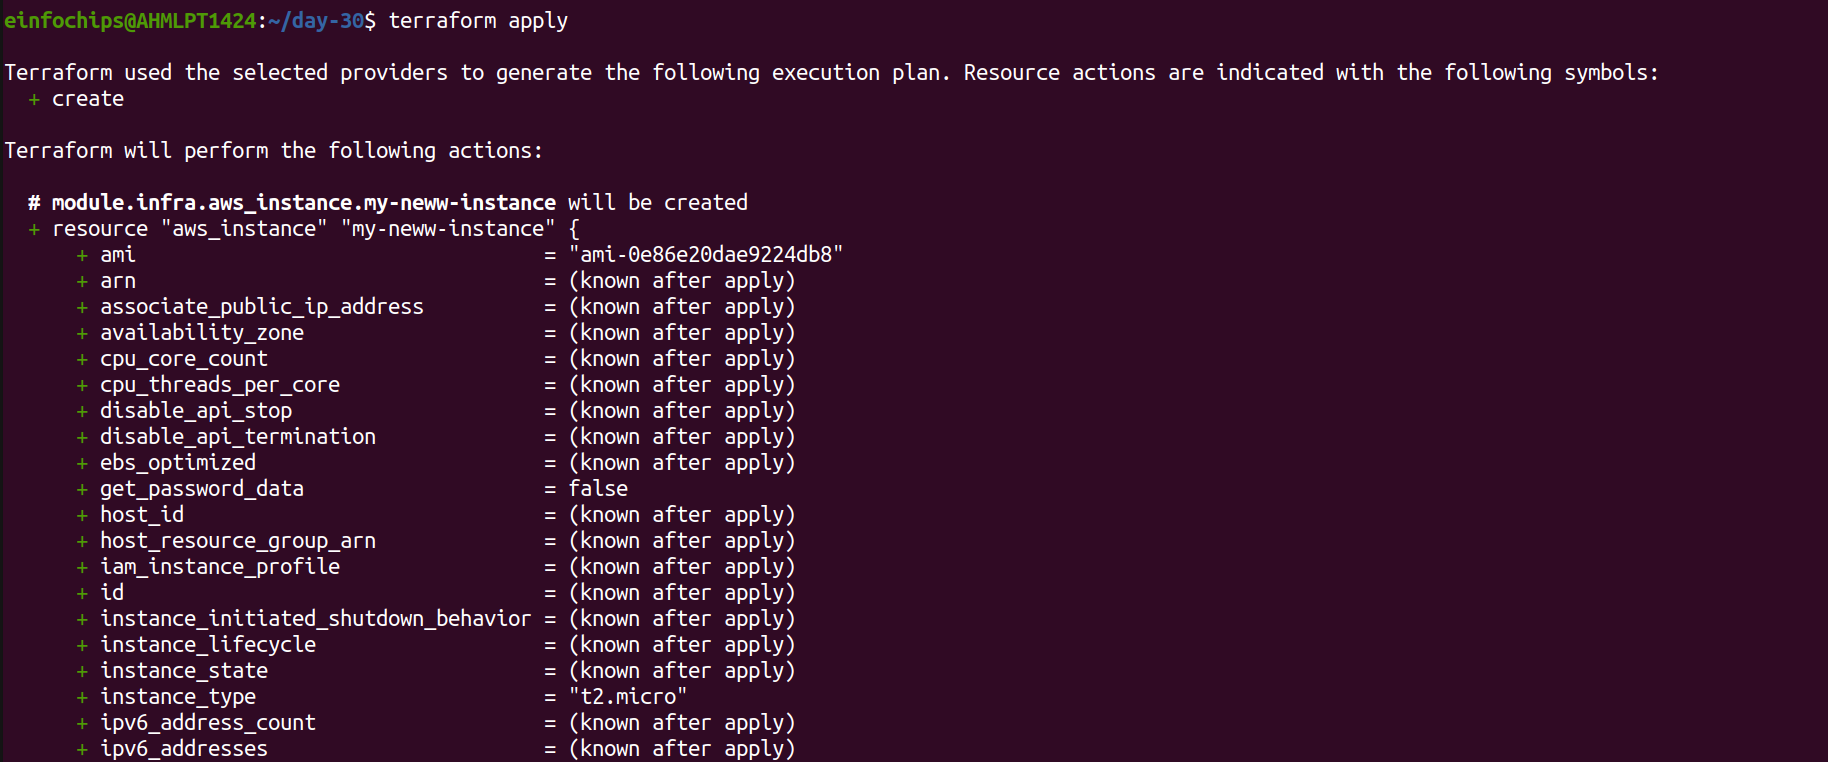 einfochips@AHMLPT1424:~/day-30$ terraform apply
Terraform used the selected providers to generate the following execution plan. Resource actions are indicated with the following symbols:
+ create
Terraform will perform the following actions:
# module.infra.aws_instance.my-neww-instance will be created
+ resource "aws_instance" "my-neww-instance" {
+ ami = "ami-0e86e20dae9224db8"
+ arn = (known after apply)
+ associate_public_ip_address = (known after apply)
+ availability_zone = (known after apply)
+ cpu_core_count = (known after apply)
+ cpu_threads_per_core = (known after apply)
+ disable_api_stop = (known after apply)
+ disable_api_termination = (known after apply)
+ ebs_optimized = (known after apply)
+ get_password_data = false
+ host_id = (known after apply)
+ host_resource_group_arn = (known after apply)
+ iam_instance_profile = (known after apply)
+ id = (known after apply)
+ instance_initiated_shutdown_behavior = (known after apply)
+ instance_lifecycle = (known after apply)
+ instance_state = (known after apply)
+ instance_type = "t2.micro"
+ ipv6_address_count = (known after apply)
+ ipv6_addresses = (known after apply)